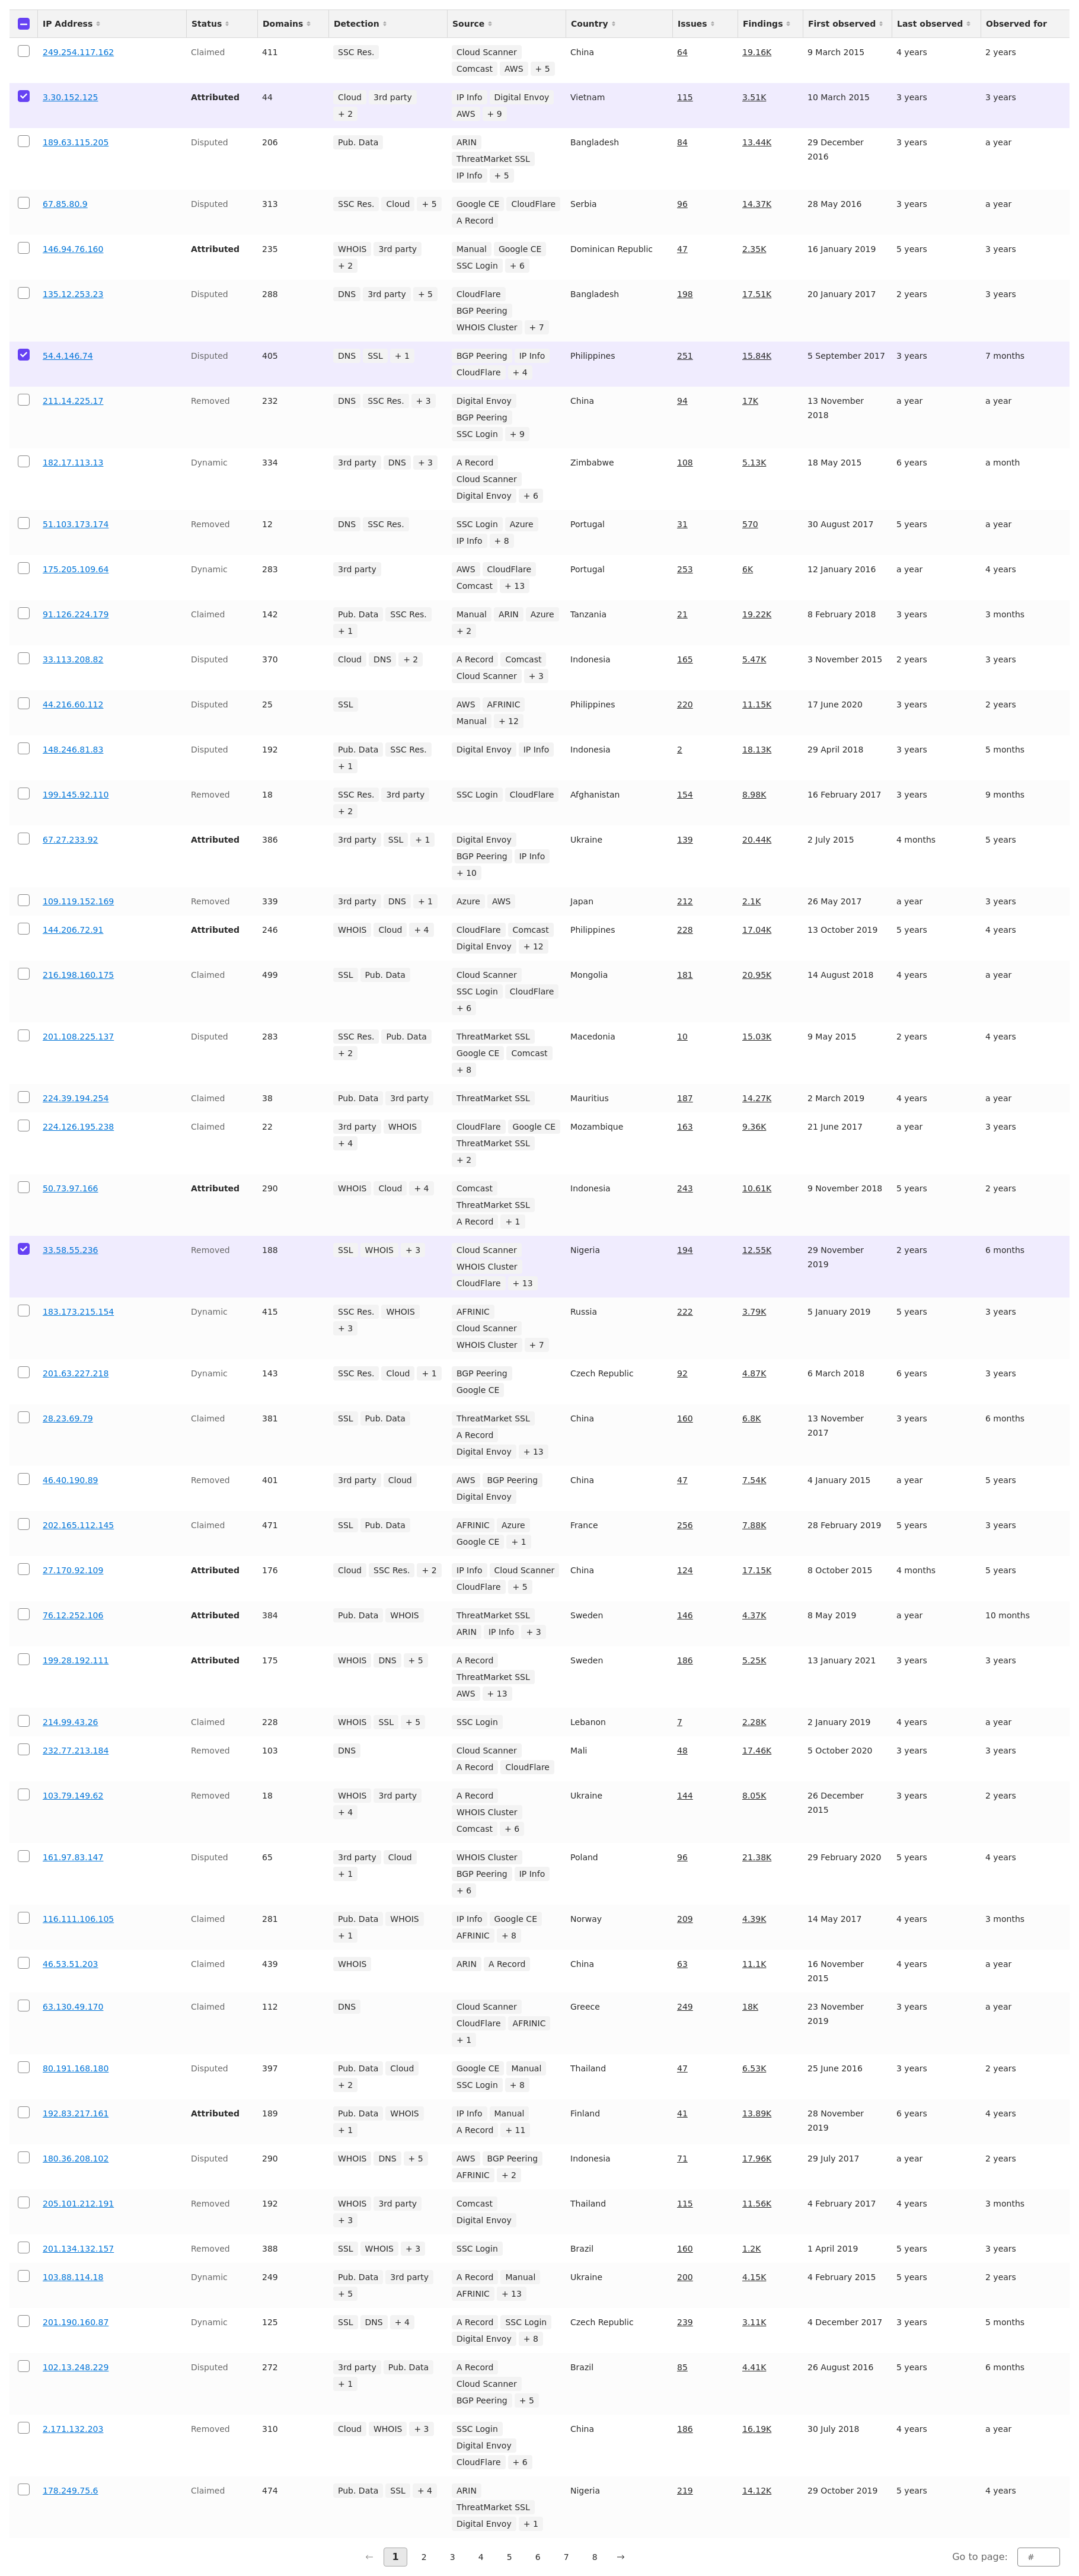 IP Address Status Domains Detection Source Country Issues Findings First observed Last observed Observed for
249.254.117.162 Claimed 411 SSC Res. Cloud Scanner China 64 19.16K 9 March 2015 4 years 2 years
Comcast AWS + 5
3.30.152.125 Attributed 44 Cloud 3rd party IP Info Digital Envoy Vietnam 115 3.51K 10 March 2015 3 years 3 years
+ 2 AWS + 9
189.63.115.205 Disputed 206 Pub. Data ARIN Bangladesh 84 13.44K 29 December 3 years a year
ThreatMarket SSL 2016
IP Info + 5
67.85.80.9 Disputed 313 SSC Res. Cloud + 5 Google CE CloudFlare Serbia 96 14.37K 28 May 2016 3 years a year
A Record
146.94.76.160 Attributed 235 WHOIS 3rd party Manual Google CE Dominican Republic 47 2.35K 16 January 2019 5 years 3 years
+ 2 SSC Login + 6
135.12.253.23 Disputed 288 DNS 3rd party + 5 CloudFlare Bangladesh 198 17.51K 20 January 2017 2 years 3 years
BGP Peering
WHOIS Cluster + 7
54.4.146.74 Disputed 405 DNS SSL + 1 BGP Peering IP Info Philippines 251 15.84K 5 September 2017 3 years 7 months
CloudFlare + 4
211.14.225.17 Removed 232 DNS SSC Res. + 3 Digital Envoy China 94 17K 13 November a year a year
BGP Peering 2018
SSC Login + 9
182.17.113.13 Dynamic 334 3rd party DNS + 3 A Record Zimbabwe 108 5.13K 18 May 2015 6 years a month
Cloud Scanner
Digital Envoy + 6
51.103.173.174 Removed 12 DNS SSC Res. SSC Login Azure Portugal 31 570 30 August 2017 5 years a year
IP Info + 8
175.205.109.64 Dynamic 283 3rd party AWS CloudFlare Portugal 253 6K 12 January 2016 a year 4 years
Comcast + 13
91.126.224.179 Claimed 142 Pub. Data SSC Res. Manual ARIN Azure Tanzania 21 19.22K 8 February 2018 3 years 3 months
+ 1 + 2
33.113.208.82 Disputed 370 Cloud DNS + 2 A Record Comcast Indonesia 165 5.47K 3 November 2015 2 years 3 years
Cloud Scanner + 3
44.216.60.112 Disputed 25 SSL AWS AFRINIC Philippines 220 11.15K 17 June 2020 3 years 2 years
Manual + 12
148.246.81.83 Disputed 192 Pub. Data SSC Res. Digital Envoy IP Info Indonesia 2 18.13K 29 April 2018 3 years 5 months
+ 1
199.145.92.110 Removed 18 SSC Res. 3rd party SSC Login CloudFlare Afghanistan 154 8.98K 16 February 2017 3 years 9 months
+ 2
67.27.233.92 Attributed 386 3rd party SSL + 1 Digital Envoy Ukraine 139 20.44K 2 July 2015 4 months 5 years
BGP Peering IP Info
+ 10
109.119.152.169 Removed 339 3rd party DNS + 1 Azure AWS Japan 212 2.1K 26 May 2017 a year 3 years
144.206.72.91 Attributed 246 WHOIS Cloud + 4 CloudFlare Comcast Philippines 228 17.04K 13 October 2019 5 years 4 years
Digital Envoy + 12
216.198.160.175 Claimed 499 SSL Pub. Data Cloud Scanner Mongolia 181 20.95K 14 August 2018 4 years a year
SSC Login CloudFlare
+ 6
201.108.225.137 Disputed 283 SSC Res. Pub. Data ThreatMarket SSL Macedonia 10 15.03K 9 May 2015 2 years 4 years
+ 2 Google CE Comcast
+ 8
224.39.194.254 Claimed 38 Pub. Data 3rd party ThreatMarket SSL Mauritius 187 14.27K 2 March 2019 4 years a year
224.126.195.238 Claimed 22 3rd party WHOIS CloudFlare Google CE Mozambique 163 9.36K 21 June 2017 a year 3 years
+ 4 ThreatMarket SSL
+ 2
50.73.97.166 Attributed 290 WHOIS Cloud + 4 Comcast Indonesia 243 10.61K 9 November 2018 5 years 2 years
ThreatMarket SSL
A Record + 1
33.58.55.236 Removed 188 SSL WHOIS + 3 Cloud Scanner Nigeria 194 12.55K 29 November 2 years 6 months
WHOIS Cluster 2019
CloudFlare + 13
183.173.215.154 Dynamic 415 SSC Res. WHOIS AFRINIC Russia 222 3.79K 5 January 2019 5 years 3 years
+ 3 Cloud Scanner
WHOIS Cluster + 7
201.63.227.218 Dynamic 143 SSC Res. Cloud + 1 BGP Peering Czech Republic 92 4.87K 6 March 2018 6 years 3 years
Google CE
28.23.69.79 Claimed 381 SSL Pub. Data ThreatMarket SSL China 160 6.8K 13 November 3 years 6 months
A Record 2017
Digital Envoy + 13
46.40.190.89 Removed 401 3rd party Cloud AWS BGP Peering China 47 7.54K 4 January 2015 a year 5 years
Digital Envoy
202.165.112.145 Claimed 471 SSL Pub. Data AFRINIC Azure France 256 7.88K 28 February 2019 5 years 3 years
Google CE + 1
27.170.92.109 Attributed 176 Cloud SSC Res. + 2 IP Info Cloud Scanner China 124 17.15K 8 October 2015 4 months 5 years
CloudFlare + 5
76.12.252.106 Attributed 384 Pub. Data WHOIS ThreatMarket SSL Sweden 146 4.37K 8 May 2019 a year 10 months
ARIN IP Info + 3
199.28.192.111 Attributed 175 WHOIS DNS + 5 A Record Sweden 186 5.25K 13 January 2021 3 years 3 years
ThreatMarket SSL
AWS + 13
214.99.43.26 Claimed 228 WHOIS SSL + 5 SSC Login Lebanon 7 2.28K 2 January 2019 4 years a year
232.77.213.184 Removed 103 DNS Cloud Scanner Mali 48 17.46K 5 October 2020 3 years 3 years
A Record CloudFlare
103.79.149.62 Removed 18 WHOIS 3rd party A Record Ukraine 144 8.05K 26 December 3 years 2 years
+ 4 WHOIS Cluster 2015
Comcast + 6
161.97.83.147 Disputed 65 3rd party Cloud WHOIS Cluster Poland 96 21.38K 29 February 2020 5 years 4 years
+ 1 BGP Peering IP Info
+ 6
116.111.106.105 Claimed 281 Pub. Data WHOIS IP Info Google CE Norway 209 4.39K 14 May 2017 4 years 3 months
+ 1 AFRINIC + 8
46.53.51.203 Claimed 439 WHOIS ARIN A Record China 63 11.1K 16 November 4 years a year
2015
63.130.49.170 Claimed 112 DNS Cloud Scanner Greece 249 18K 23 November 3 years a year
CloudFlare AFRINIC 2019
+ 1
80.191.168.180 Disputed 397 Pub. Data Cloud Google CE Manual Thailand 47 6.53K 25 June 2016 3 years 2 years
+ 2 SSC Login + 8
192.83.217.161 Attributed 189 Pub. Data WHOIS IP Info Manual Finland 41 13.89K 28 November 6 years 4 years
+ 1 A Record + 11 2019
180.36.208.102 Disputed 290 WHOIS DNS + 5 AWS BGP Peering Indonesia 71 17.96K 29 July 2017 a year 2 years
AFRINIC + 2
205.101.212.191 Removed 192 WHOIS 3rd party Comcast Thailand 115 11.56K 4 February 2017 4 years 3 months
+ 3 Digital Envoy
201.134.132.157 Removed 388 SSL WHOIS + 3 SSC Login Brazil 160 1.2K 1 April 2019 5 years 3 years
103.88.114.18 Dynamic 249 Pub. Data 3rd party A Record Manual Ukraine 200 4.15K 4 February 2015 5 years 2 years
+ 5 AFRINIC + 13
201.190.160.87 Dynamic 125 SSL DNS + 4 A Record SSC Login Czech Republic 239 3.11K 4 December 2017 3 years 5 months
Digital Envoy + 8
102.13.248.229 Disputed 272 3rd party Pub. Data A Record Brazil 85 4.41K 26 August 2016 5 years 6 months
+ 1 Cloud Scanner
BGP Peering + 5
2.171.132.203 Removed 310 Cloud WHOIS + 3 SSC Login China 186 16.19K 30 July 2018 4 years a year
Digital Envoy
CloudFlare + 6
178.249.75.6 Claimed 474 Pub. Data SSL + 4 ARIN Nigeria 219 14.12K 29 October 2019 5 years 4 years
ThreatMarket SSL
Digital Envoy + 1
← 1 2 3 4 5 6 7 8 → Go to page: #